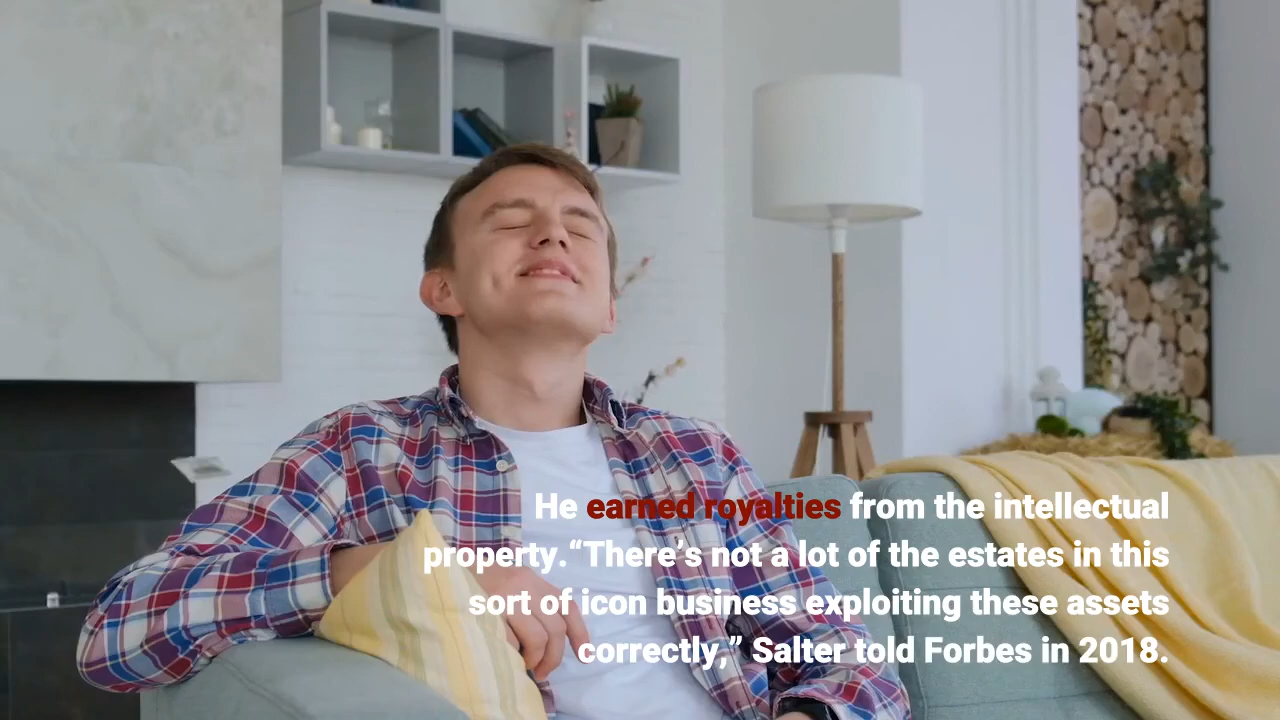 He earned royalties from the intellectual
property.“There’s not a lot of the estates in this
sort of icon business exploiting these assets
correctly,” Salter told Forbes in 2018.